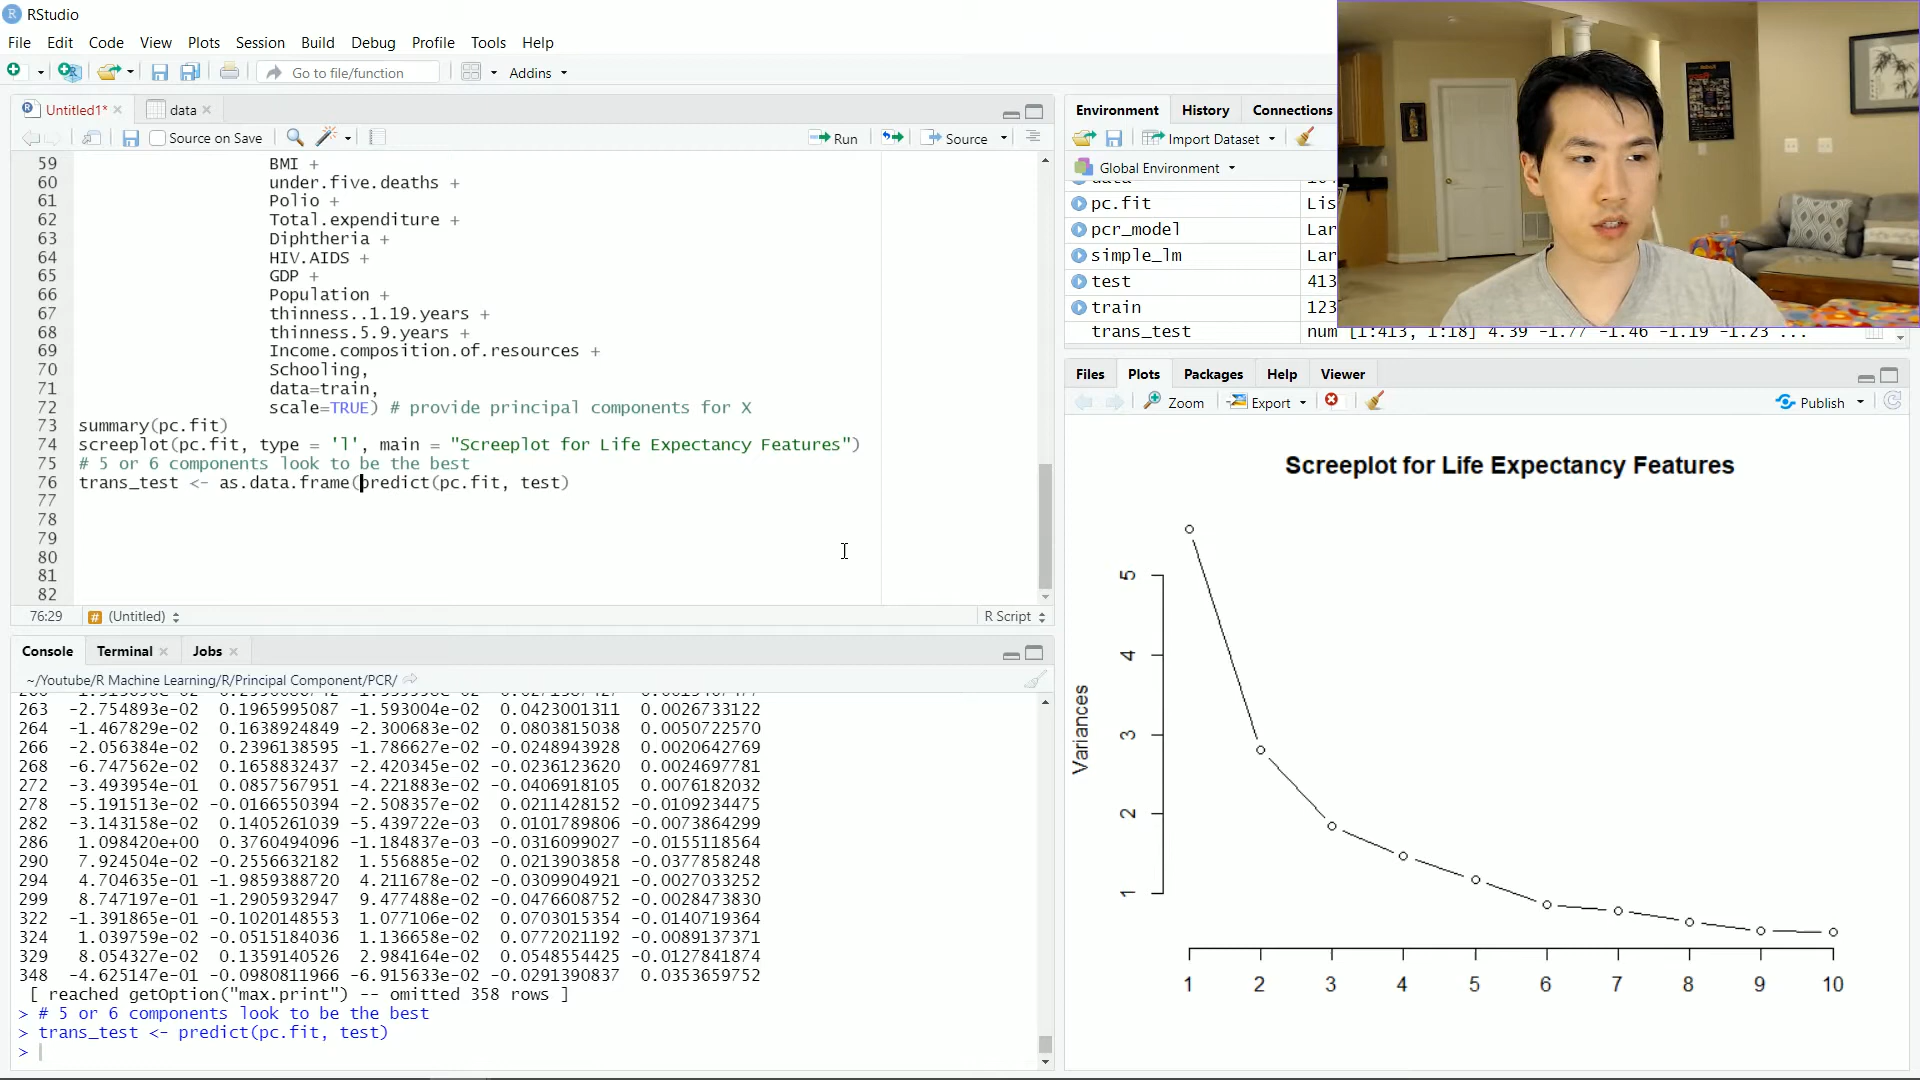 RStudio
File Edit Code View Plots Session Build Debug Profile Tools Help
Go to file/function Addins
Untitled1* data
Source on Save Run Source
59 BMI +
60 under.five.deaths +
61 Polio +
62 Total.expenditure +
63 Diphtheria +
64 HIV.AIDS +
65 GDP +
66 Population +
67 thinness..1.19.years +
68 thinness.5.9.years +
69 Income.composition.of.resources +
70 Schooling,
71 data=train,
72 scale=TRUE) # provide principal components for X
73 summary(pc.fit)
74 screeplot(pc.fit, type = 'l', main = "Screeplot for Life Expectancy Features")
75 # 5 or 6 components look to be the best
76 trans_test <- as.data.frame(predict(pc.fit, test)
77
78
79
80
81
82
76:29 (Untitled) R Script
Console Terminal Jobs
~/Youtube/R Machine Learning/R/Principal Component/PCR/
263 -2.754893e-02 0.1965995087 -1.593004e-02 0.0423001311 0.0026733122
264 -1.467829e-02 0.1638924849 -2.300683e-02 0.0803815038 0.0050722570
266 -2.056384e-02 0.2396138595 -1.786627e-02 -0.0248943928 0.0020642769
268 -6.747562e-02 0.1658832437 -2.420345e-02 -0.0236123620 0.0024697781
272 -3.493954e-01 0.0857567951 -4.221883e-02 -0.0406918105 0.0076182032
278 -5.191513e-02 -0.0166550394 -2.508357e-02 0.0211428152 -0.0109234475
282 -3.143158e-02 0.1405261039 -5.439722e-03 0.0101789806 -0.0073864299
286 1.098420e+00 0.3760494096 -1.184837e-03 -0.0316099027 -0.0155118564
290 7.924504e-02 -0.2556632182 1.556885e-02 0.0213903858 -0.0377858248
294 4.704635e-01 -1.9859388720 4.211678e-02 -0.0309904921 -0.0027033252
299 8.747197e-01 -1.2905932947 9.477488e-02 -0.0476608752 -0.0028473830
322 -1.391865e-01 -0.1020148553 1.077106e-02 0.0703015354 -0.0140719364
324 1.039759e-02 -0.0515184036 1.136658e-02 0.0772021192 -0.0089137371
329 8.054327e-02 0.1359140526 2.984164e-02 0.0548554425 -0.0127841874
348 -4.625147e-01 -0.0980811966 -6.915633e-02 -0.0291390837 0.0353659752
[ reached getOption("max.print") -- omitted 358 rows ]
> # 5 or 6 components look to be the best
> trans_test <- predict(pc.fit, test)
>
Environment History Connections
Import Dataset
Global Environment
pc.fit Lis
pcr_model Lar
simple_lm Lar
test 413
train 123
trans_test num [1:413, 1:18] 4.39 -1.77 -1.46 -1.19 -1.23 ...
Files Plots Packages Help Viewer
Zoom Export Publish
Screeplot for Life Expectancy Features
Variances
5
4
3
2
1
1 2 3 4 5 6 7 8 9 10